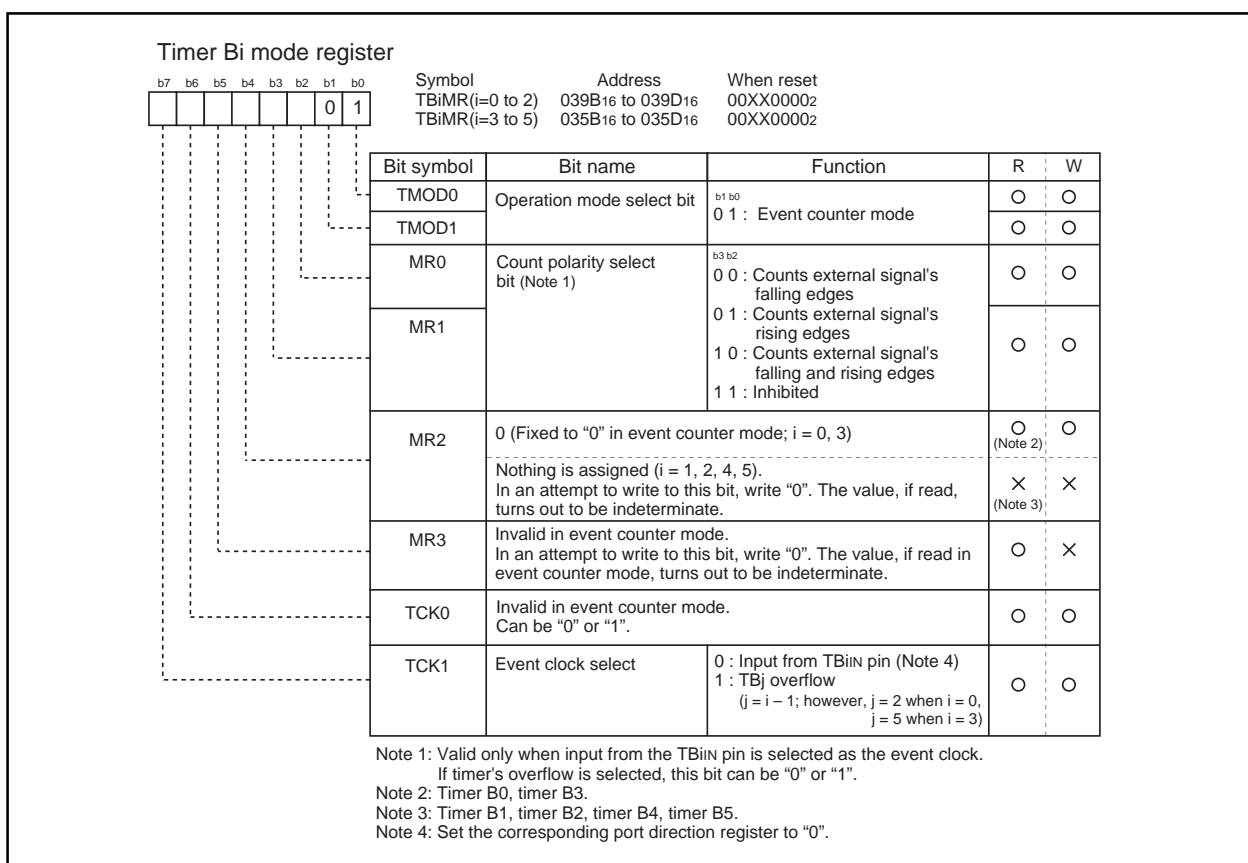 Timer Bi mode register
b7 b6 b5 b4 b3 b2 b1 b0
0 1
Symbol Address When reset
TBiMR(i=0 to 2) 039B16 to 039D16 00XX00002
TBiMR(i=3 to 5) 035B16 to 035D16 00XX00002
Bit symbol Bit name Function R W
TMOD0 Operation mode select bit b1 b0
0 1 : Event counter mode
TMOD1
MR0 Count polarity select
bit (Note 1)
b3 b2
0 0 : Counts external signal's
falling edges
0 1 : Counts external signal's
rising edges
1 0 : Counts external signal's
falling and rising edges
1 1 : Inhibited
MR1
MR2 0 (Fixed to “0” in event counter mode; i = 0, 3)
(Note 2)
Nothing is assigned (i = 1, 2, 4, 5).
In an attempt to write to this bit, write “0”. The value, if read,
turns out to be indeterminate.
(Note 3)
MR3 Invalid in event counter mode.
In an attempt to write to this bit, write “0”. The value, if read in
event counter mode, turns out to be indeterminate.
TCK0 Invalid in event counter mode.
Can be “0” or “1”.
TCK1 Event clock select 0 : Input from TBiIN pin (Note 4)
1 : TBj overflow
(j = i – 1; however, j = 2 when i = 0,
j = 5 when i = 3)
Note 1: Valid only when input from the TBiIN pin is selected as the event clock.
If timer's overflow is selected, this bit can be “0” or “1”.
Note 2: Timer B0, timer B3.
Note 3: Timer B1, timer B2, timer B4, timer B5.
Note 4: Set the corresponding port direction register to “0”.